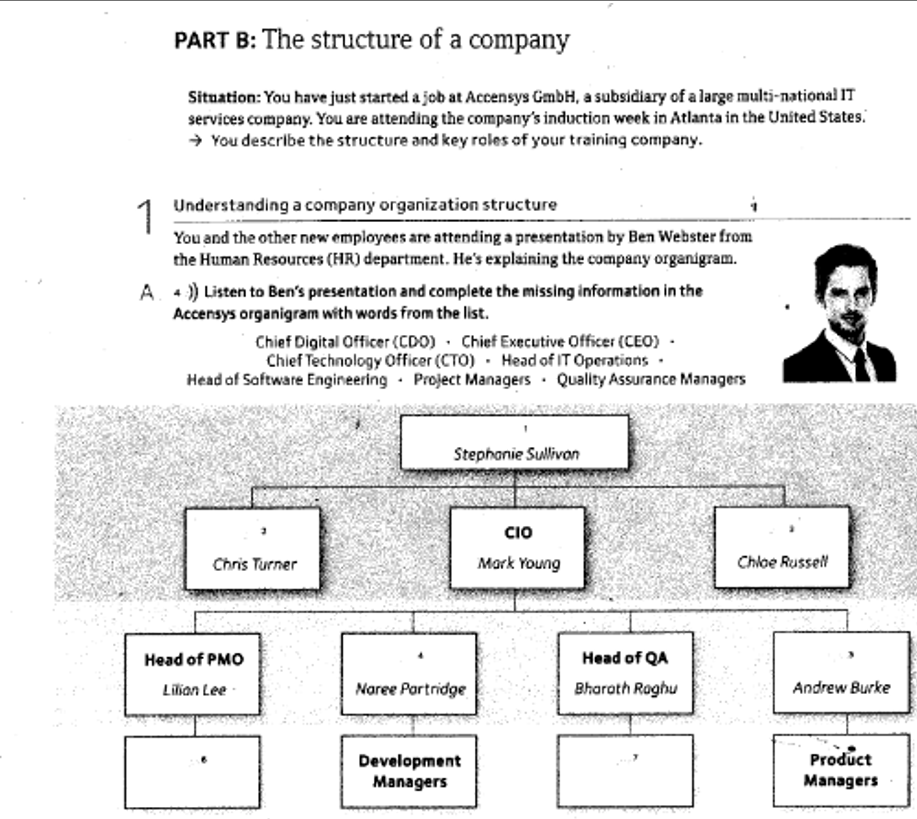 PART B: The structure of a company
Situation: You have just started a job at Accensys GmbH, a subsidiary of a large multi-national IT
services company. You are attending the company's induction week in Atlanta in the United States.
→ You describe the structure and key roles of your training company.
1 Understanding a company organization structure
You and the other new employees are attending a presentation by Ben Webster from
the Human Resources (HR) department. He's explaining the company organigram.
A 4 )) Listen to Ben's presentation and complete the missing information in the
Accensys organigram with words from the list.
Chief Digital Officer (CDO) · Chief Executive Officer (CEO) ·
Chief Technology Officer (CTO) · Head of IT Operations ·
Head of Software Engineering · Project Managers · Quality Assurance Managers
1
Stephanie Sullivan
2
Chris Turner
CIO
Mark Young
Chloe Russell
Head of PMO
Lilian Lee
4
Naree Partridge
Head of QA
Bharath Raghu
Andrew Burke
6
Development
Managers
7
Product
Managers